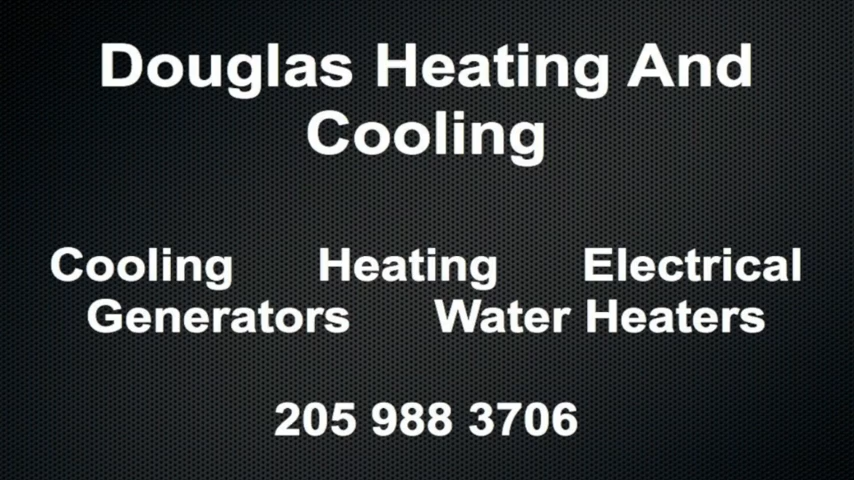 Douglas Heating And
Cooling
Cooling Heating Electrical
Generators Water Heaters
205 988 3706